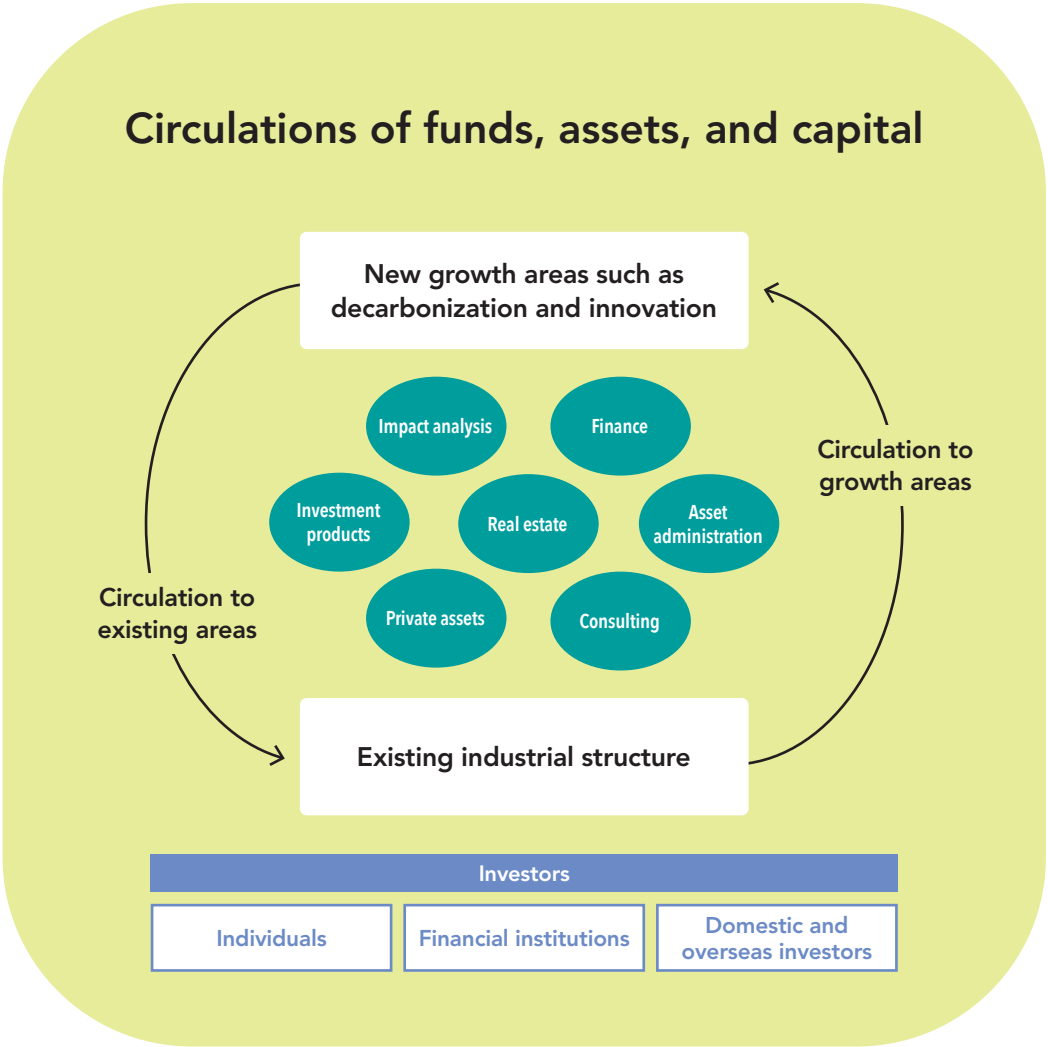 Circulations of funds, assets, and capital
New growth areas such as
decarbonization and innovation
Impact analysis
Finance
Circulation to
growth areas
Investment
products
Real estate
Asset
administration
Circulation to
existing areas
Private assets
Consulting
Existing industrial structure
Investors
Individuals
Financial institutions
Domestic and
overseas investors